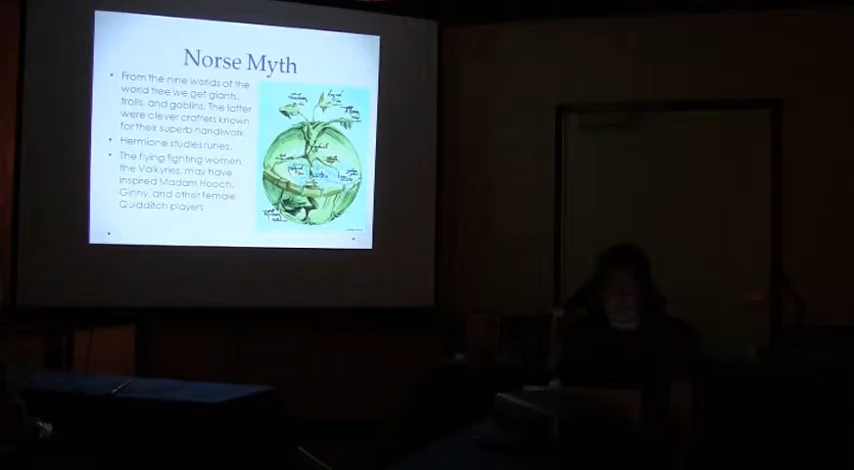 Norse Myth
• From the nine worlds of the
world tree we get giants,
trolls, and goblins. The latter
were clever crafters known
for their superb handiwork
• Hermione studies runes.
• The flying fighting women
the Valkyries, may have
inspired Madam Hooch,
Ginny, and other female
Quidditch players